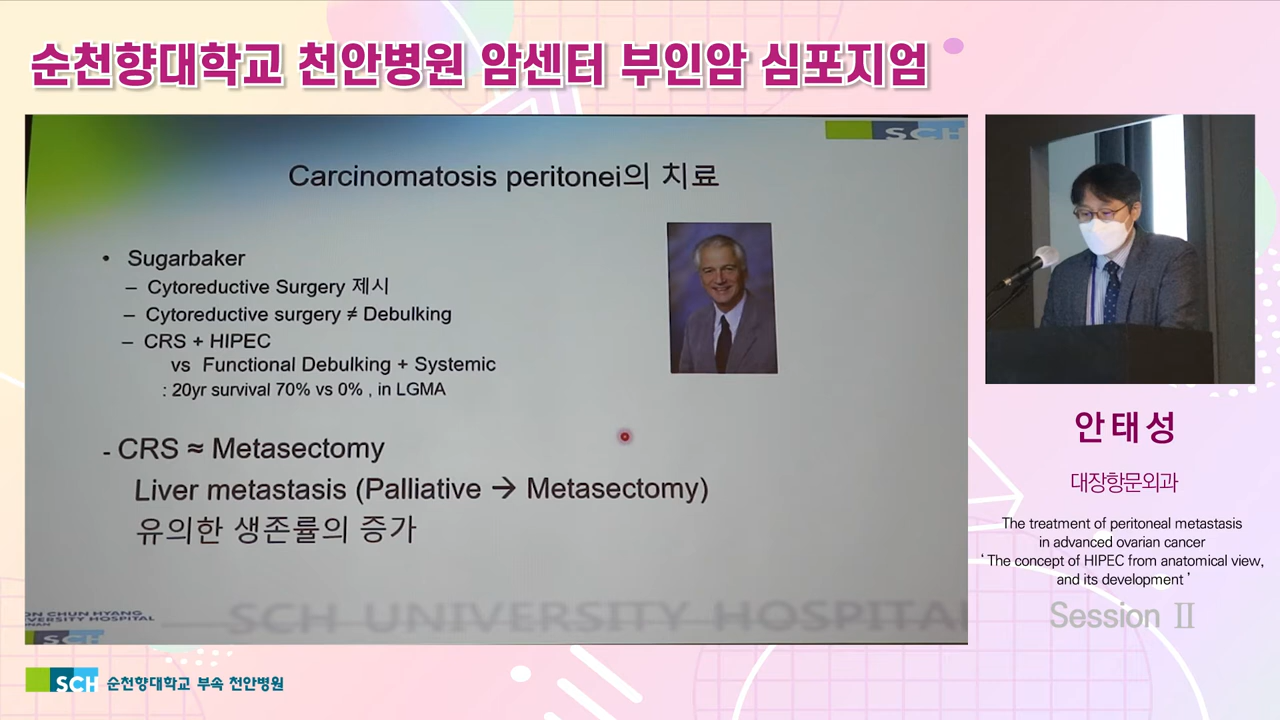 순천향대학교 천안병원 암센터 부인암 심포지엄
SCH
Carcinomatosis peritonei의 치료
• Sugarbaker
– Cytoreductive Surgery 제시
– Cytoreductive surgery ≠ Debulking
– CRS + HIPEC
vs Functional Debulking + Systemic
: 20yr survival 70% vs 0% , in LGMA
- CRS ≈ Metasectomy
Liver metastasis (Palliative → Metasectomy)
유의한 생존률의 증가
ON CHUN HYANG
VERSITY HOSPITAL
SCH UNIVERSITY HOSPITAL
SCH
안태성
대장항문외과
The treatment of peritoneal metastasis
in advanced ovarian cancer
‘ The concept of HIPEC from anatomical view,
and its development ’
Session Ⅱ
SCH 순천향대학교 부속 천안병원